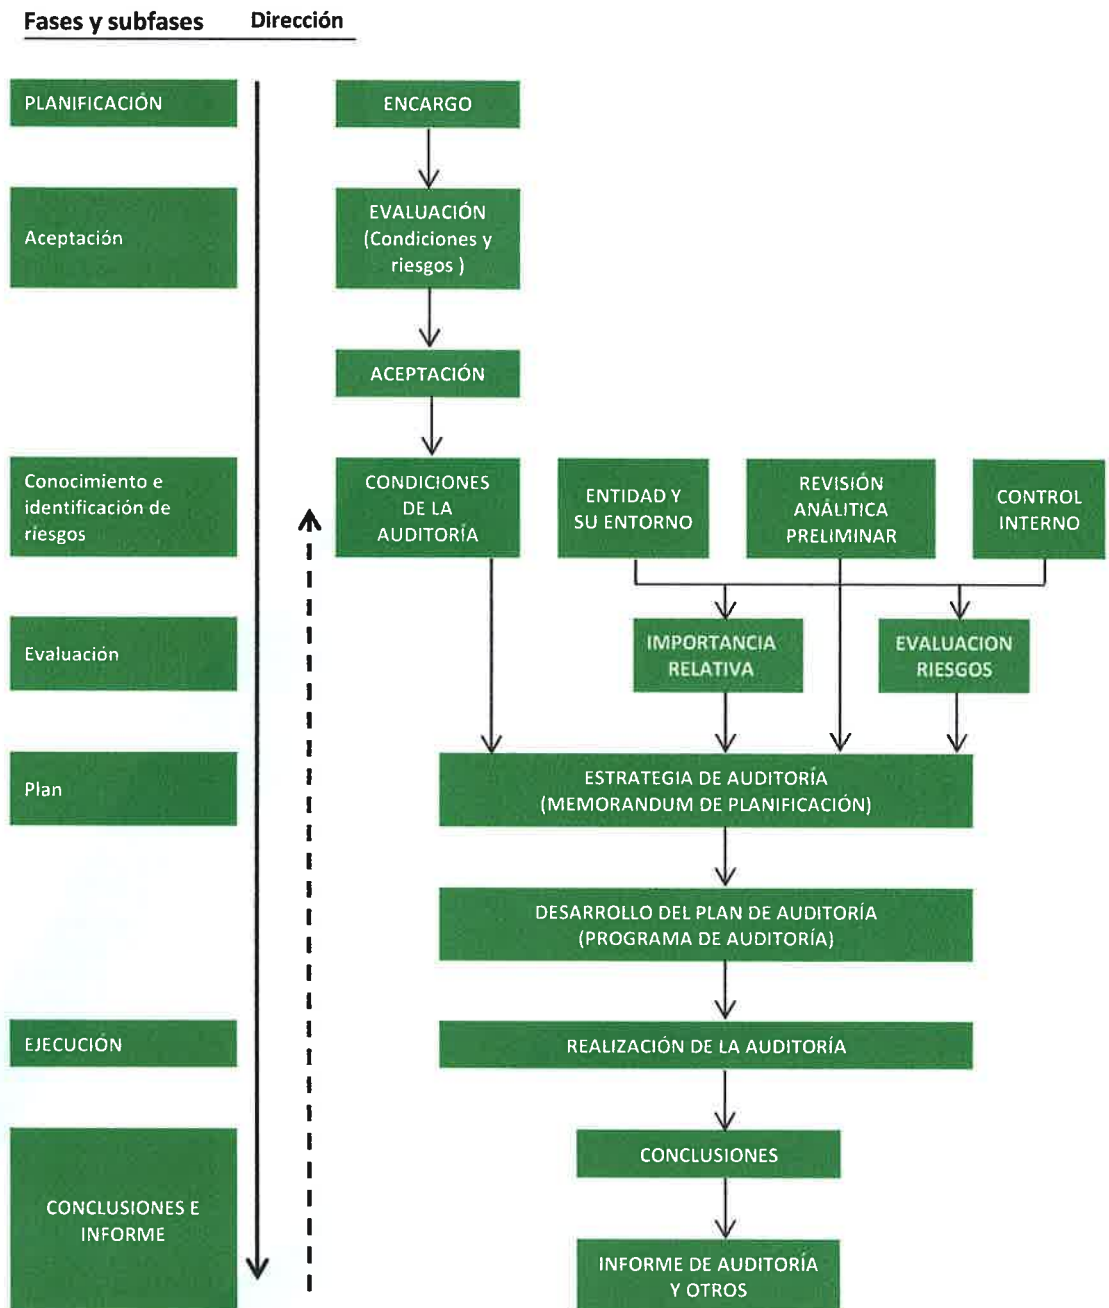 Fases y subfases Dirección
PLANIFICACIÓN
ENCARGO
Aceptación
EVALUACIÓN
(Condiciones y
riesgos )
ACEPTACIÓN
Conocimiento e
identificación de
riesgos
CONDICIONES
DE LA
AUDITORÍA
ENTIDAD Y
SU ENTORNO
REVISIÓN
ANÁLITICA
PRELIMINAR
CONTROL
INTERNO
Evaluación
IMPORTANCIA
RELATIVA
EVALUACION
RIESGOS
Plan
ESTRATEGIA DE AUDITORÍA
(MEMORANDUM DE PLANIFICACIÓN)
DESARROLLO DEL PLAN DE AUDITORÍA
(PROGRAMA DE AUDITORÍA)
EJECUCIÓN
REALIZACIÓN DE LA AUDITORÍA
CONCLUSIONES E
INFORME
CONCLUSIONES
INFORME DE AUDITORÍA
Y OTROS